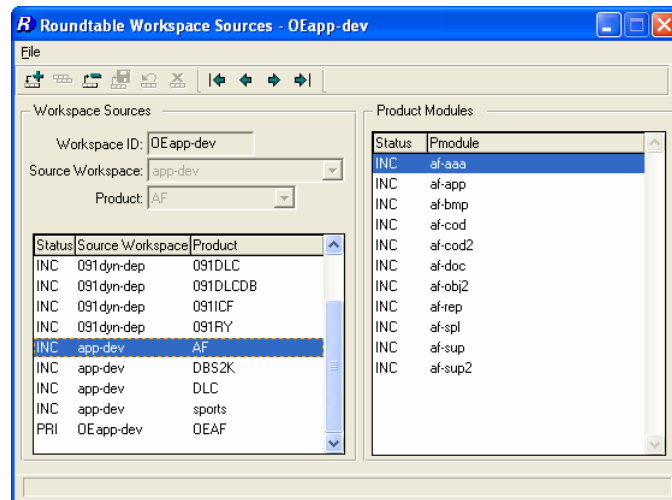 Roundtable Workspace Sources - OEapp-dev
File
Workspace Sources
Workspace ID: OEapp-dev
Source Workspace: app-dev
Product: AF
Status Source Workspace Product
INC 091dyn-dep 091DLC
INC 091dyn-dep 091DLCDB
INC 091dyn-dep 091ICF
INC 091dyn-dep 091RY
INC app-dev AF
INC app-dev DBS2K
INC app-dev DLC
INC app-dev sports
PRI OEapp-dev OEAF
Product Modules
Status Pmodule
INC af-aaa
INC af-app
INC af-bmp
INC af-cod
INC af-cod2
INC af-doc
INC af-obj2
INC af-rep
INC af-spl
INC af-sup
INC af-sup2